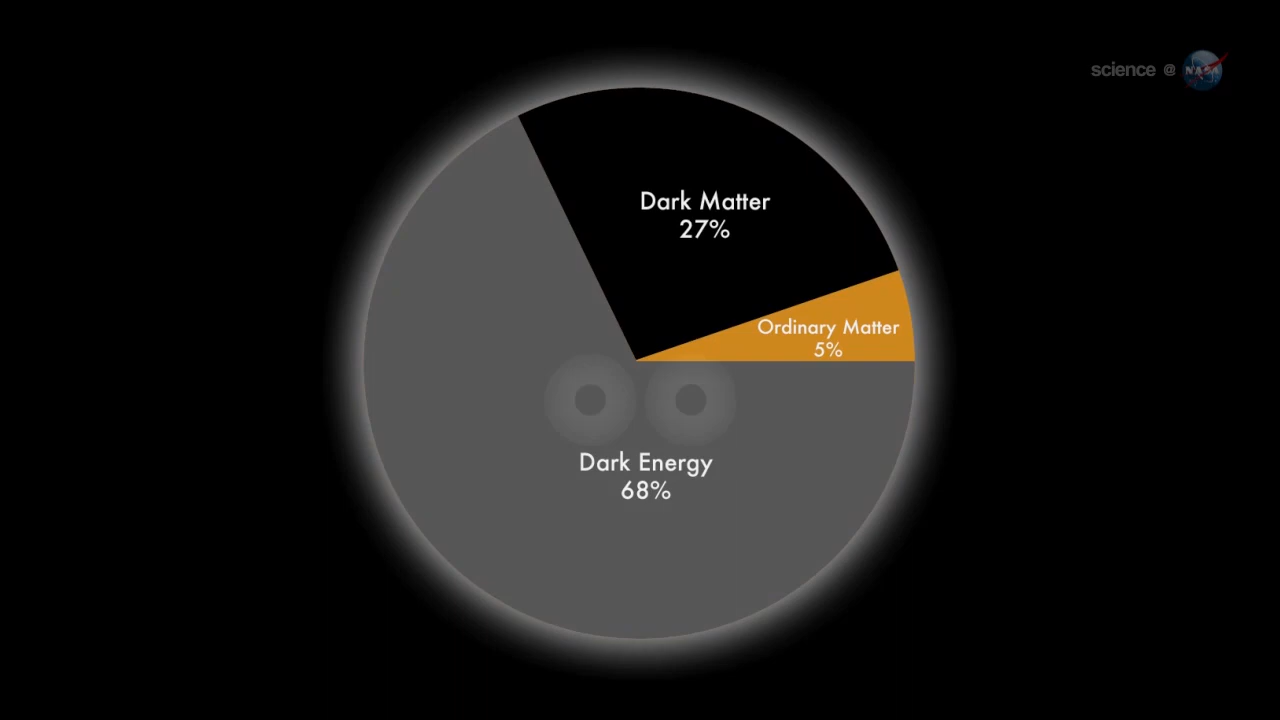 science @ NASA
Dark Matter
27%
Ordinary Matter
5%
Dark Energy
68%